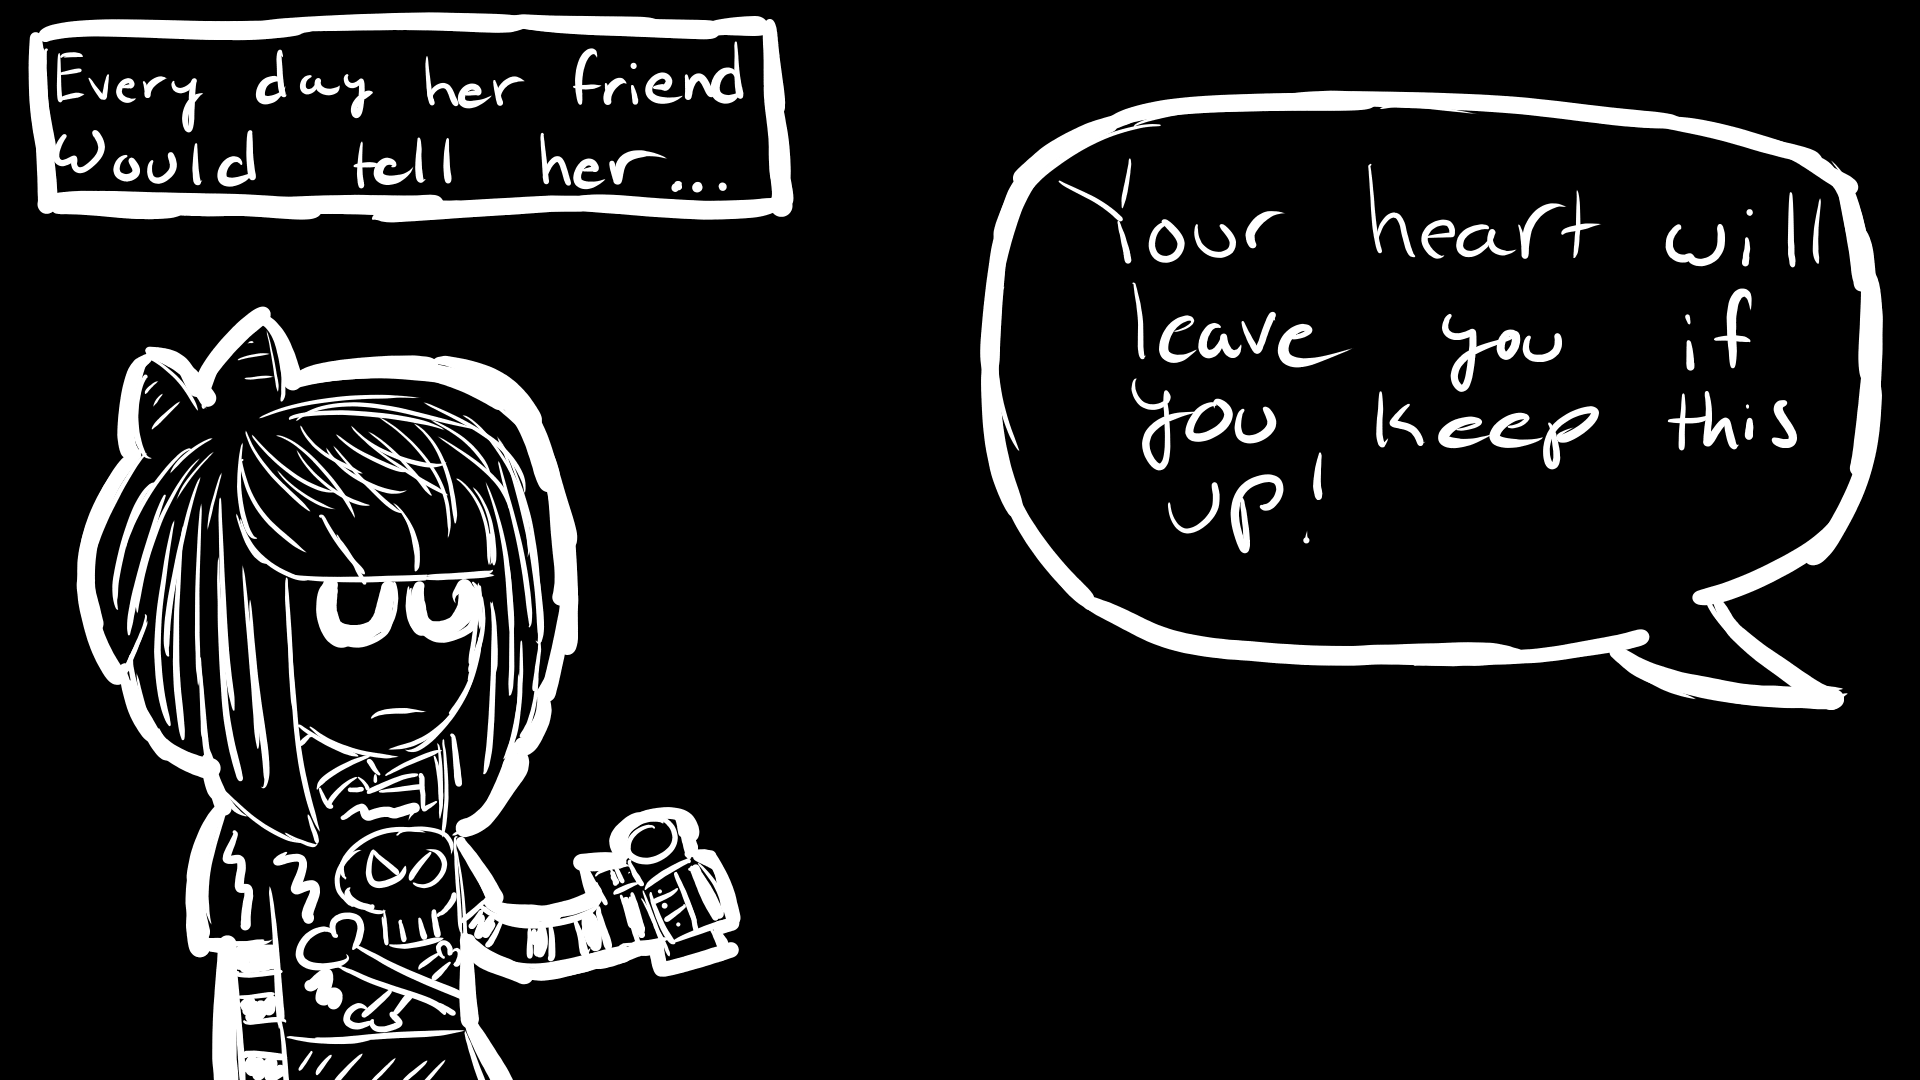 Every day her friend
Would tell her...
Your heart will
leave you if
you keep this
up!